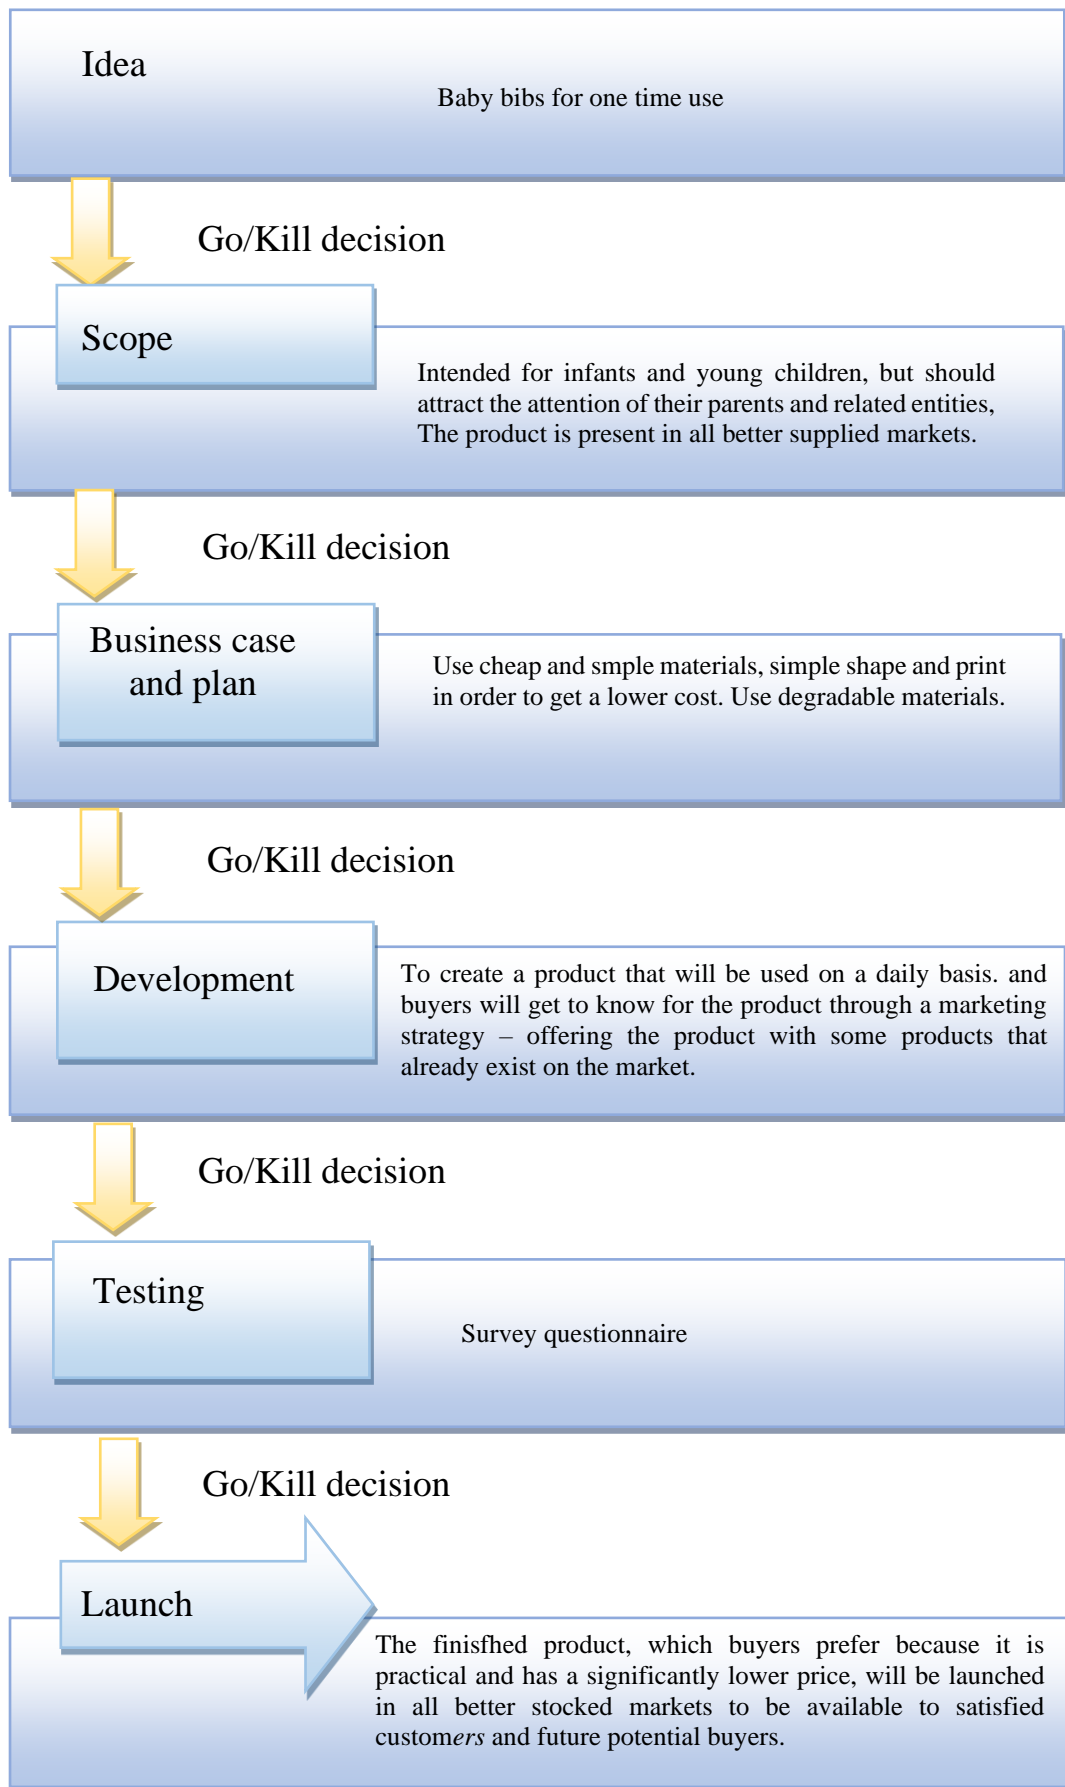 Idea
Baby bibs for one time use
Go/Kill decision
Scope
Intended for infants and young children, but should
attract the attention of their parents and related entities,
The product is present in all better supplied markets.
Go/Kill decision
Business case
and plan
Use cheap and smple materials, simple shape and print
in order to get a lower cost. Use degradable materials.
Go/Kill decision
Development
To create a product that will be used on a daily basis. and
buyers will get to know for the product through a marketing
strategy – offering the product with some products that
already exist on the market.
Go/Kill decision
Testing
Survey questionnaire
Go/Kill decision
Launch
The finisfhed product, which buyers prefer because it is
practical and has a significantly lower price, will be launched
in all better stocked markets to be available to satisfied
customers and future potential buyers.